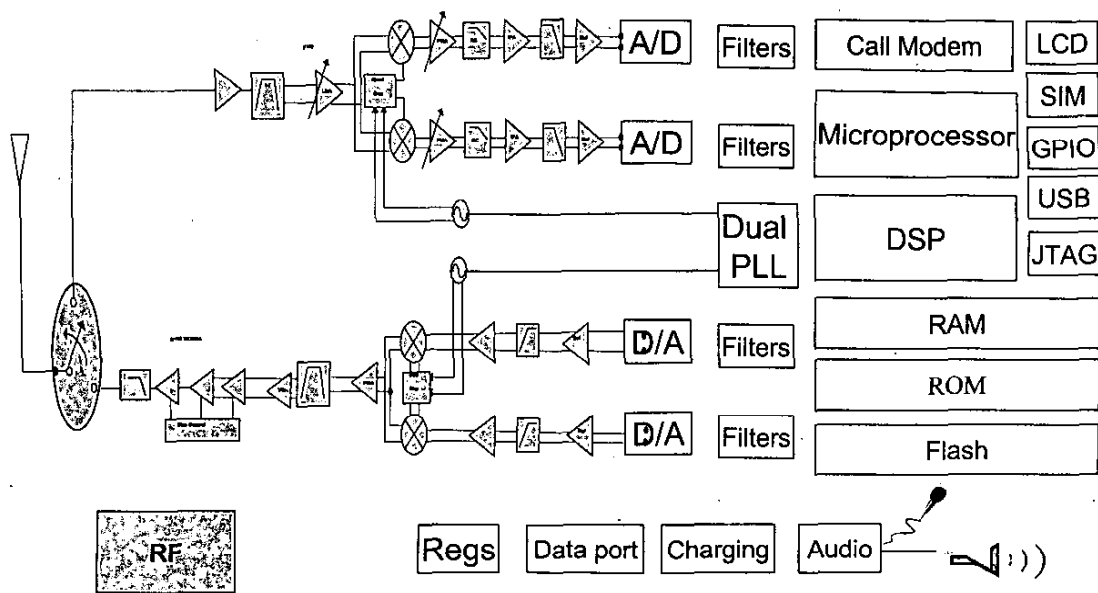 A/D
Filters
Call Modem
LCD
SIM
A/D
Filters
Microprocessor
GPIO
USB
Dual
PLL
DSP
JTAG
D/A
Filters
RAM
ROM
D/A
Filters
Flash
RF
Regs
Data port
Charging
Audio